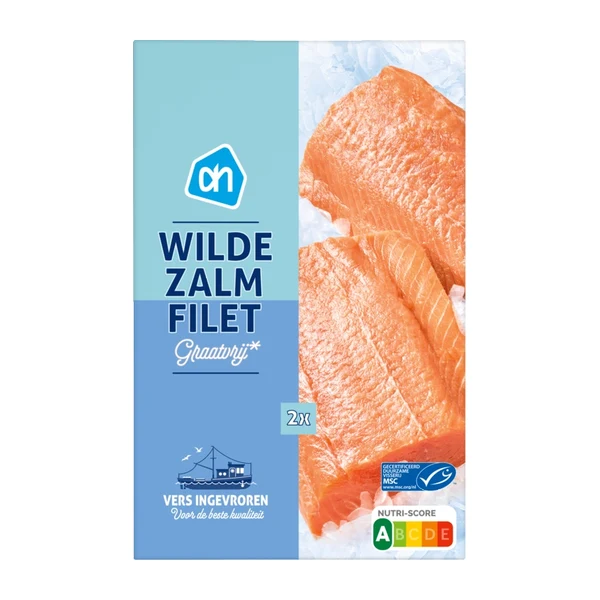 ah
WILDE
ZALM
FILET
Graatvrij*
2x
VERS INGEVROREN
Voor de beste kwaliteit
GECERTIFICEERD
DUURZAME
VISSERIJ
MSC
www.msc.org/nl
NUTRI-SCORE
A B C D E